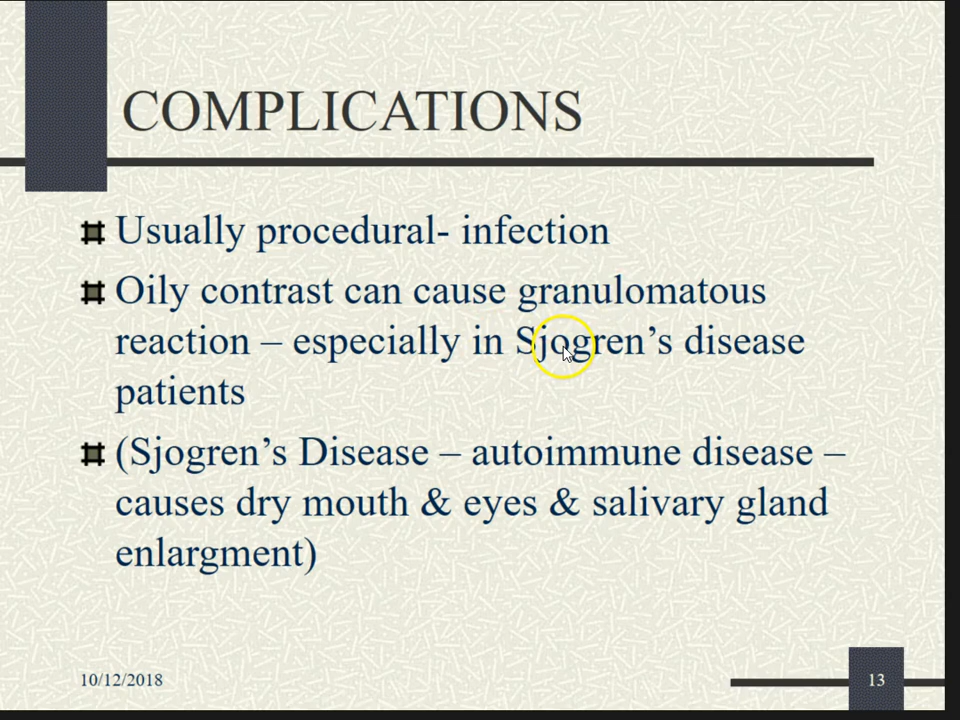 COMPLICATIONS
Usually procedural- infection
Oily contrast can cause granulomatous
reaction – especially in Sjogren’s disease
patients
(Sjogren’s Disease – autoimmune disease –
causes dry mouth & eyes & salivary gland
enlargment)
10/12/2018
13